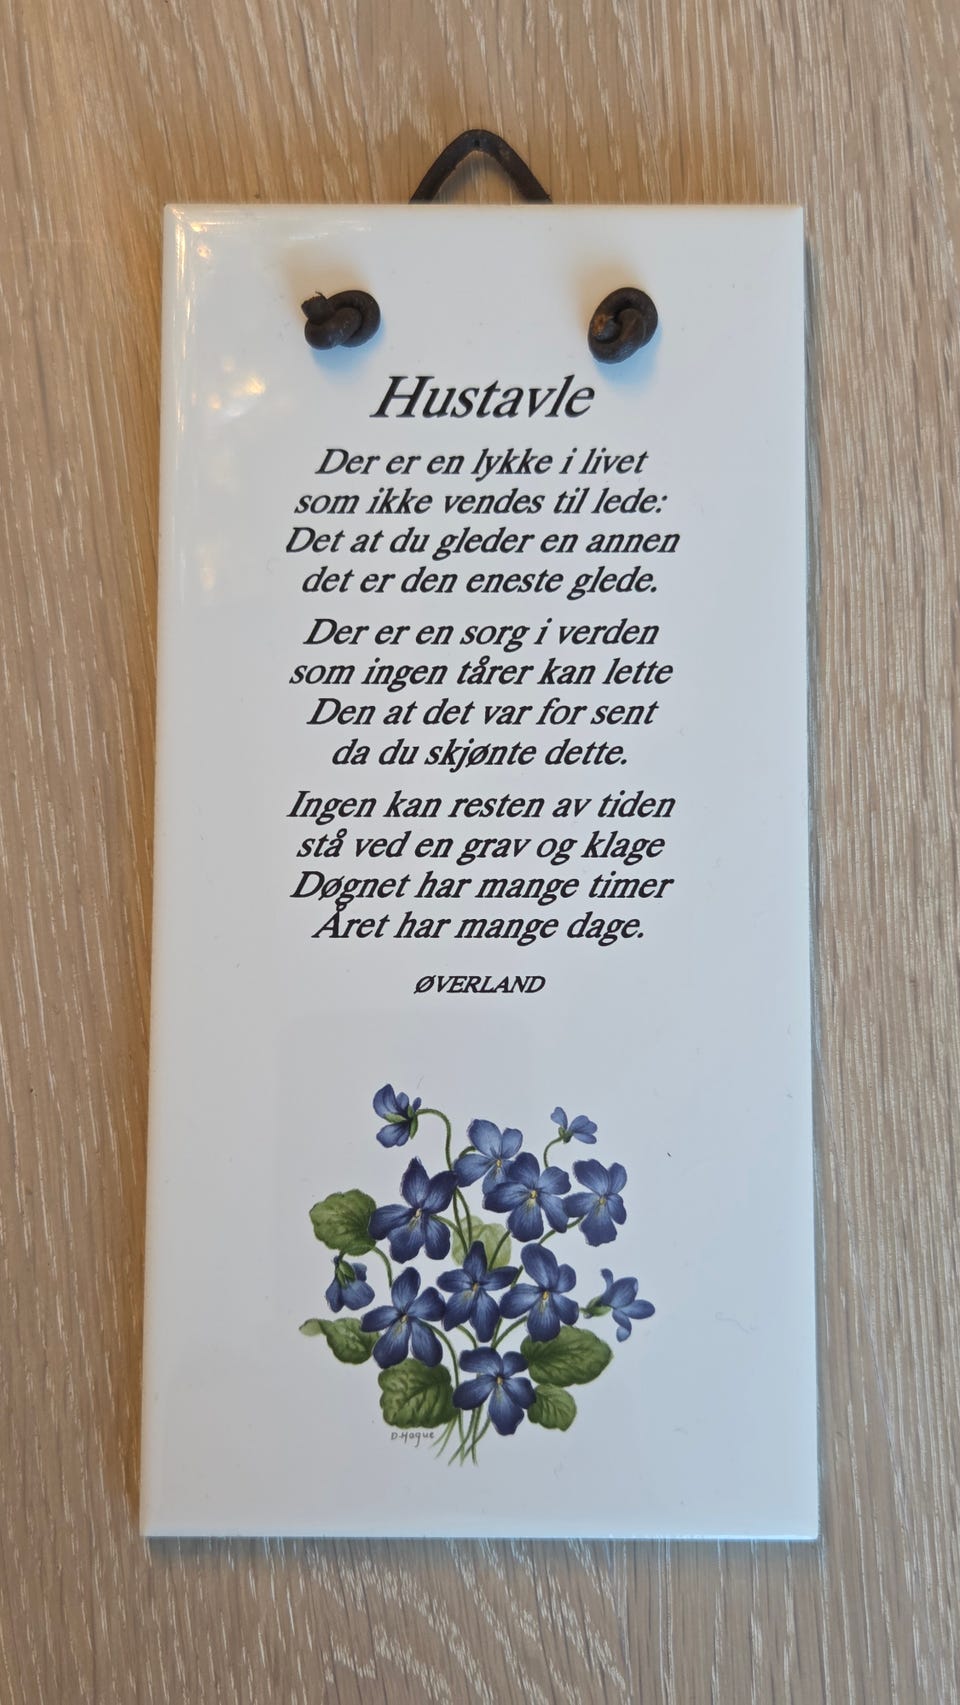 Hustavle
Der er en lykke i livet
som ikke vendes til lede:
Det at du gleder en annen
det er den eneste glede.
Der er en sorg i verden
som ingen tårer kan lette
Den at det var for sent
da du skjønte dette.
Ingen kan resten av tiden
stå ved en grav og klage
Døgnet har mange timer
Året har mange dage.
ØVERLAND
D. Hague